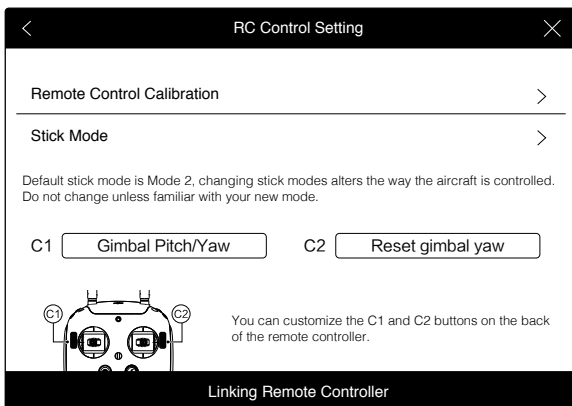 RC Control Setting
Remote Control Calibration
Stick Mode
Default stick mode is Mode 2, changing stick modes alters the way the aircraft is controlled.
Do not change unless familiar with your new mode.
C1 Gimbal Pitch/Yaw C2 Reset gimbal yaw
C1 C2
You can customize the C1 and C2 buttons on the back
of the remote controller.
Linking Remote Controller